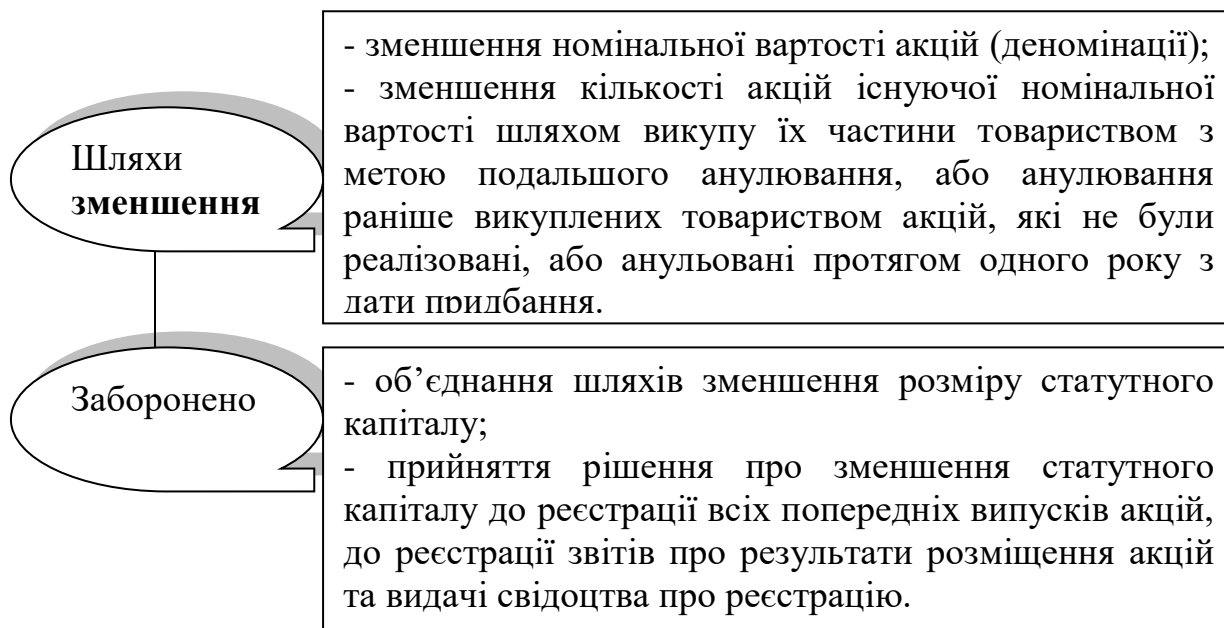 Шляхи
зменшення
- зменшення номінальної вартості акцій (деномінації);
- зменшення кількості акцій існуючої номінальної
вартості шляхом викупу їх частини товариством з
метою подальшого анулювання, або анулювання
раніше викуплених товариством акцій, які не були
реалізовані, або анульовані протягом одного року з
дати придбання.
Заборонено
- об’єднання шляхів зменшення розміру статутного
капіталу;
- прийняття рішення про зменшення статутного
капіталу до реєстрації всіх попередніх випусків акцій,
до реєстрації звітів про результати розміщення акцій
та видачі свідоцтва про реєстрацію.